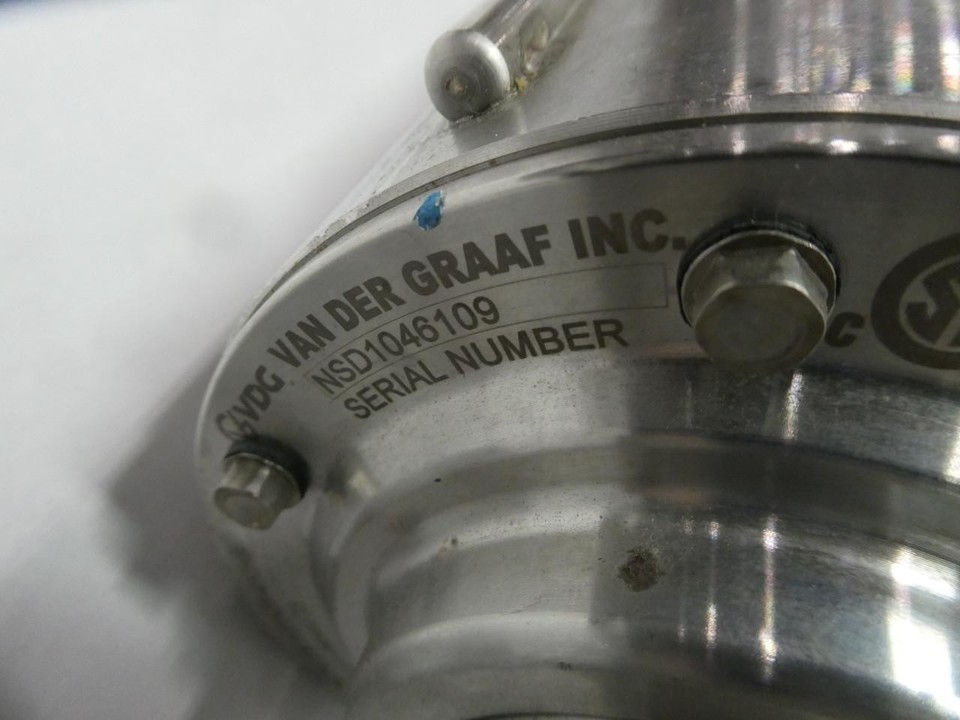 VDG VAN DER GRAAF INC.
NSD1046109
SERIAL NUMBER
c